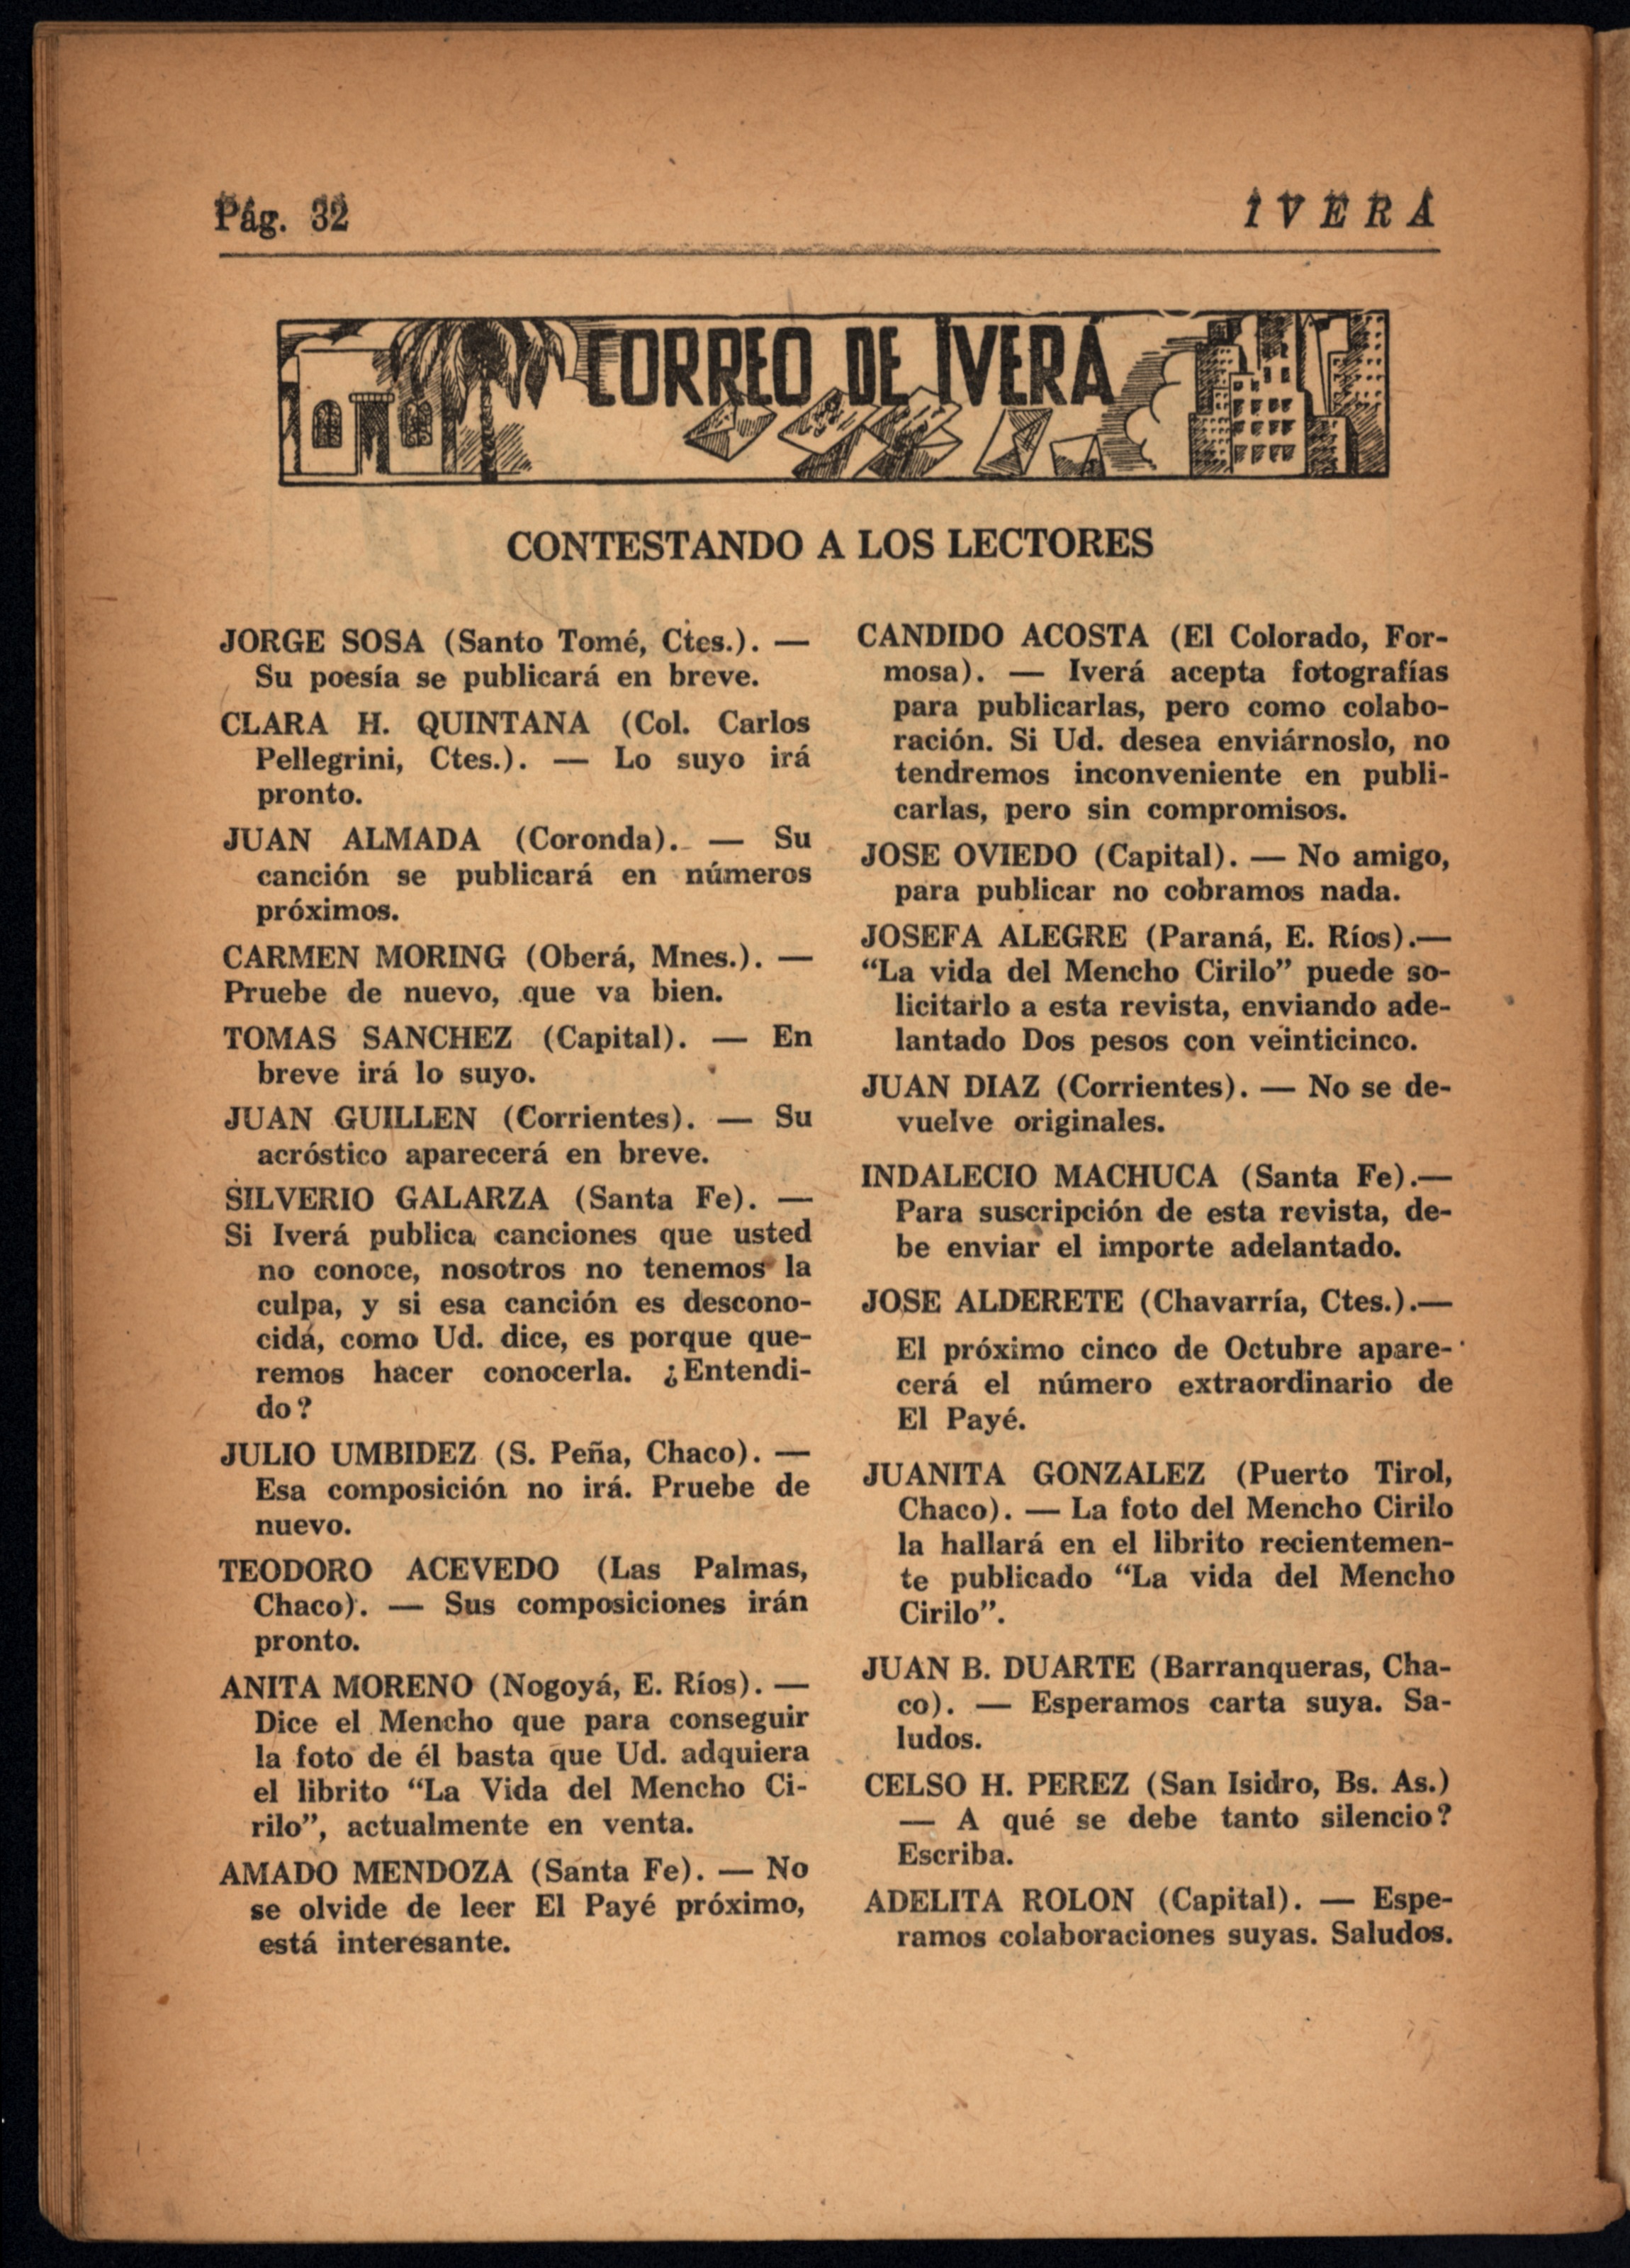 Pág. 32
IVERA
CORREO DE IVERÁ
CONTESTANDO A LOS LECTORES
JORGE SOSA (Santo Tomé, Ctes.). —
Su poesía se publicará en breve.
CLARA H. QUINTANA (Col. Carlos
Pellegrini, Ctes.). — Lo suyo irá
pronto.
JUAN ALMADA (Coronda). — Su
canción se publicará en números
próximos.
CARMEN MORING (Oberá, Mnes.). —
Pruebe de nuevo, que va bien.
TOMAS SANCHEZ (Capital). — En
breve irá lo suyo.
JUAN GUILLEN (Corrientes). — Su
acróstico aparecerá en breve.
SILVERIO GALARZA (Santa Fe). —
Si Iverá publica canciones que usted
no conoce, nosotros no tenemos la
culpa, y si esa canción es descono-
cida, como Ud. dice, es porque que-
remos hacer conocerla. ¿Entendi-
do?
JULIO UMBIDEZ (S. Peña, Chaco). —
Esa composición no irá. Pruebe de
nuevo.
TEODORO ACEVEDO (Las Palmas,
Chaco). — Sus composiciones irán
pronto.
ANITA MORENO (Nogoyá, E. Ríos). —
Dice el Mencho que para conseguir
la foto de él basta que Ud. adquiera
el librito “La Vida del Mencho Ci-
rilo”, actualmente en venta.
AMADO MENDOZA (Santa Fe). — No
se olvide de leer El Payé próximo,
está interesante.
CANDIDO ACOSTA (El Colorado, For-
mosa). — Iverá acepta fotografías
para publicarlas, pero como colabo-
ración. Si Ud. desea enviárnoslo, no
tendremos inconveniente en publi-
carlas, pero sin compromisos.
JOSE OVIEDO (Capital). — No amigo,
para publicar no cobramos nada.
JOSEFA ALEGRE (Paraná, E. Ríos).—
“La vida del Mencho Cirilo” puede so-
licitarlo a esta revista, enviando ade-
lantado Dos pesos con veinticinco.
JUAN DIAZ (Corrientes). — No se de-
vuelve originales.
INDALECIO MACHUCA (Santa Fe).—
Para suscripción de esta revista, de-
be enviar el importe adelantado.
JOSE ALDERETE (Chavarría, Ctes.).—
El próximo cinco de Octubre apare-
cerá el número extraordinario de
El Payé.
JUANITA GONZALEZ (Puerto Tirol,
Chaco). — La foto del Mencho Cirilo
la hallará en el librito recientemen-
te publicado “La vida del Mencho
Cirilo”.
JUAN B. DUARTE (Barranqueras, Cha-
co). — Esperamos carta suya. Sa-
ludos.
CELSO H. PEREZ (San Isidro, Bs. As.)
— A qué se debe tanto silencio?
Escriba.
ADELITA ROLON (Capital). — Espe-
ramos colaboraciones suyas. Saludos.